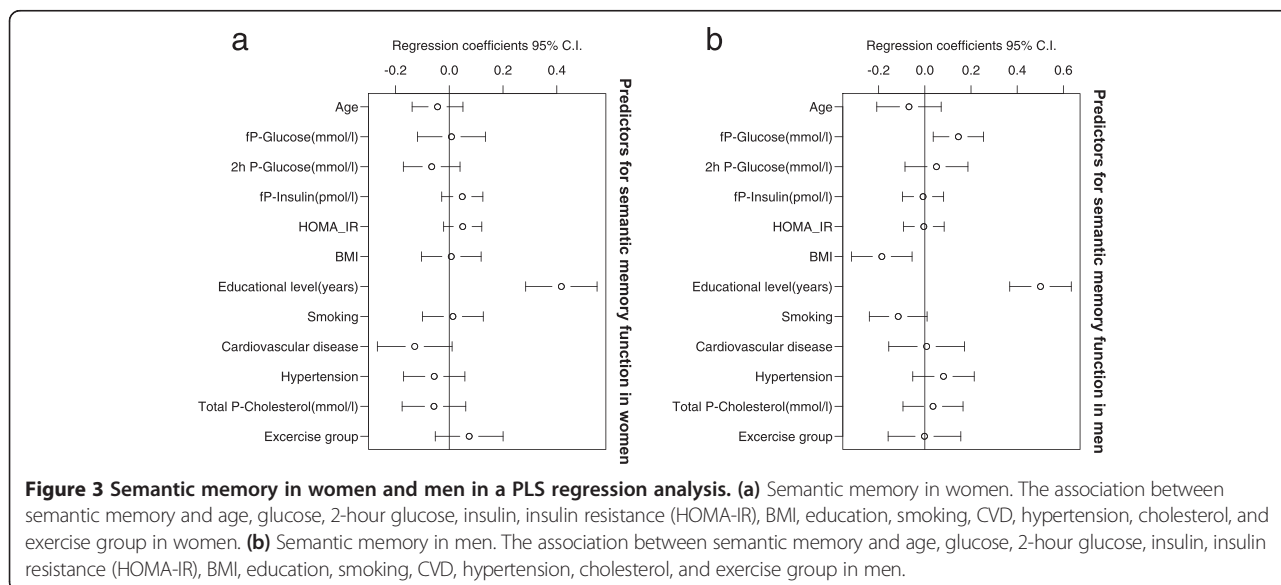 a
Regression coefficients 95% C.I.
-0.2 0.0 0.2 0.4
Age
fP-Glucose(mmol/l)
2h P-Glucose(mmol/l)
fP-Insulin(pmol/l)
HOMA_IR
BMI
Educational level(years)
Smoking
Cardiovascular disease
Hypertension
Total P-Cholesterol(mmol/l)
Excercise group
Predictors for semantic memory function in women
b
Regression coefficients 95% C.I.
-0.2 0.0 0.2 0.4 0.6
Age
fP-Glucose(mmol/l)
2h P-Glucose(mmol/l)
fP-Insulin(pmol/l)
HOMA_IR
BMI
Educational level(years)
Smoking
Cardiovascular disease
Hypertension
Total P-Cholesterol(mmol/l)
Excercise group
Predictors for semantic memory function in men
Figure 3 Semantic memory in women and men in a PLS regression analysis. (a) Semantic memory in women. The association between
semantic memory and age, glucose, 2-hour glucose, insulin, insulin resistance (HOMA-IR), BMI, education, smoking, CVD, hypertension, cholesterol, and
exercise group in women. (b) Semantic memory in men. The association between semantic memory and age, glucose, 2-hour glucose, insulin, insulin
resistance (HOMA-IR), BMI, education, smoking, CVD, hypertension, cholesterol, and exercise group in men.